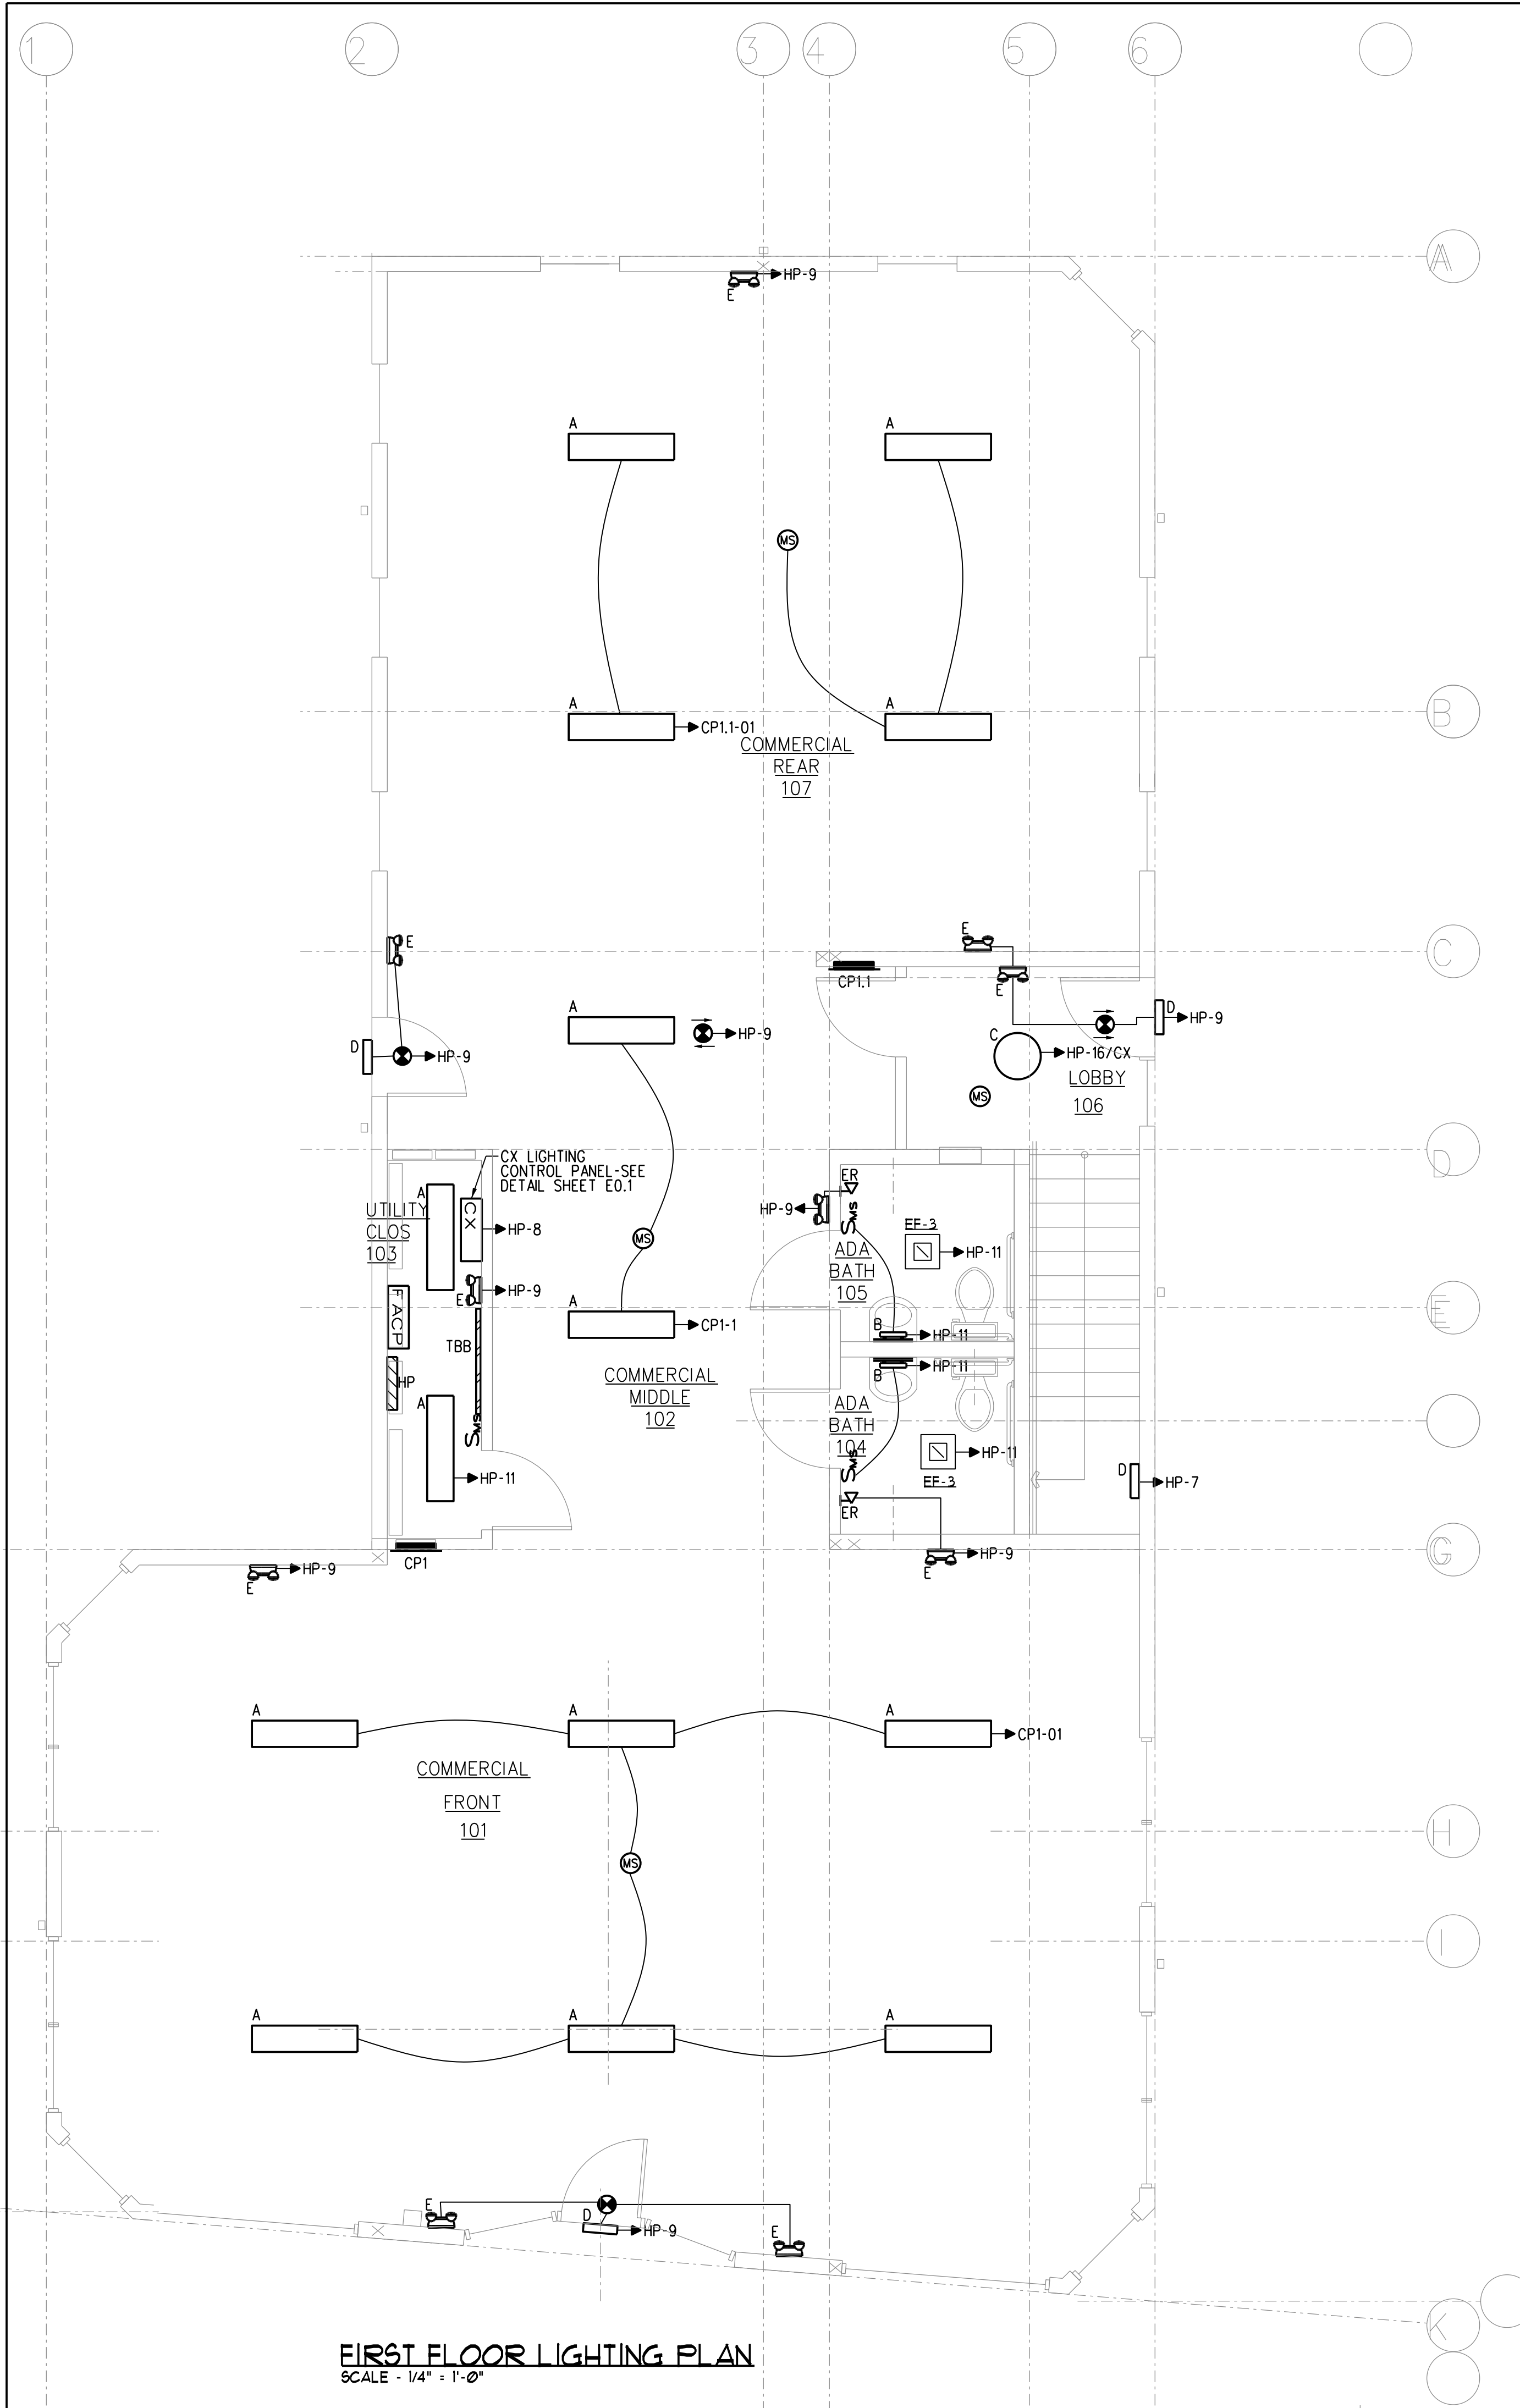 1 2 3 4 5 6
A
HP-9
E
A A
MS
B
A A
CP1.1-01
COMMERCIAL
REAR
107
E
E
C
CP1.1
E
A
D
HP-9
HP-9
D
HP-9
C
HP-16/CX
LOBBY
106
MS
D
CX LIGHTING
CONTROL PANEL-SEE
DETAIL SHEET E0.1
A
UTILITY
CLOS
103
CX
HP-8
HP-9
E
FACP
TBB
HP
A
SMS
HP-11
CP1
MS
A
CP1-1
COMMERCIAL
MIDDLE
102
HP-9
ER
SMS
EF-3
HP-11
ADA
BATH
105
E
B
HP-11
HP-11
B
ADA
BATH
104
SMS
HP-11
EF-3
ER
D
HP-7
HP-9
E
G
HP-9
E
A A A
CP1-01
COMMERCIAL
FRONT
101
H
MS
I
A A A
E
D
HP-9
E
K
FIRST FLOOR LIGHTING PLAN
SCALE - 1/4" = 1'-0"